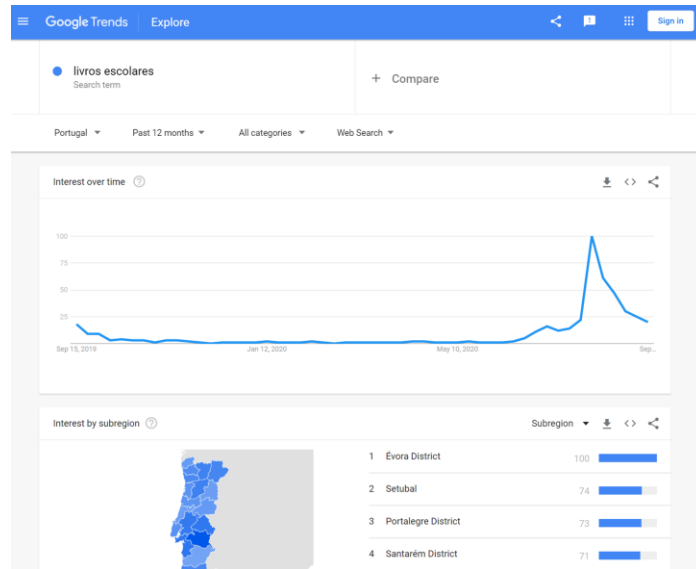 Google Trends Explore Sign in
livros escolares
Search term
+ Compare
Portugal Past 12 months All categories Web Search
Interest over time
100
75
50
25
Sep 15, 2019 Jan 12, 2020 May 10, 2020 Sep...
Interest by subregion Subregion
1 Évora District 100
2 Setubal 74
3 Portalegre District 73
4 Santarém District 71